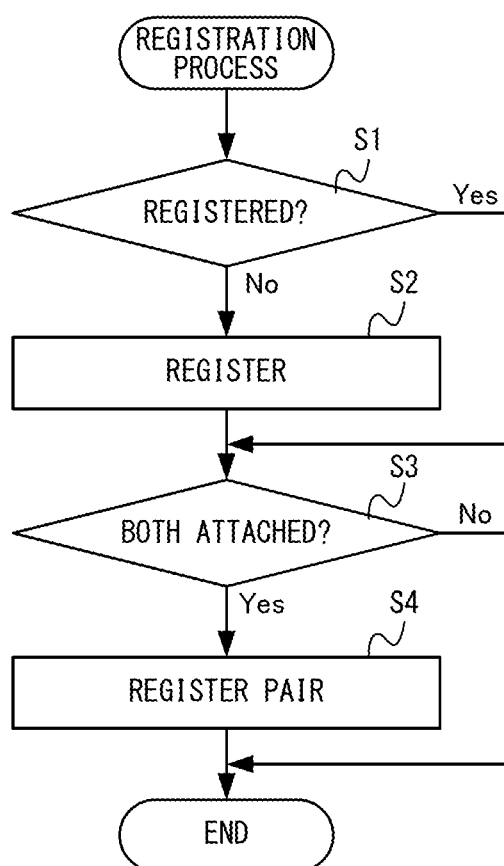 REGISTRATION
PROCESS
S1
REGISTERED?
Yes
No
S2
REGISTER
S3
BOTH ATTACHED?
No
Yes
S4
REGISTER PAIR
END